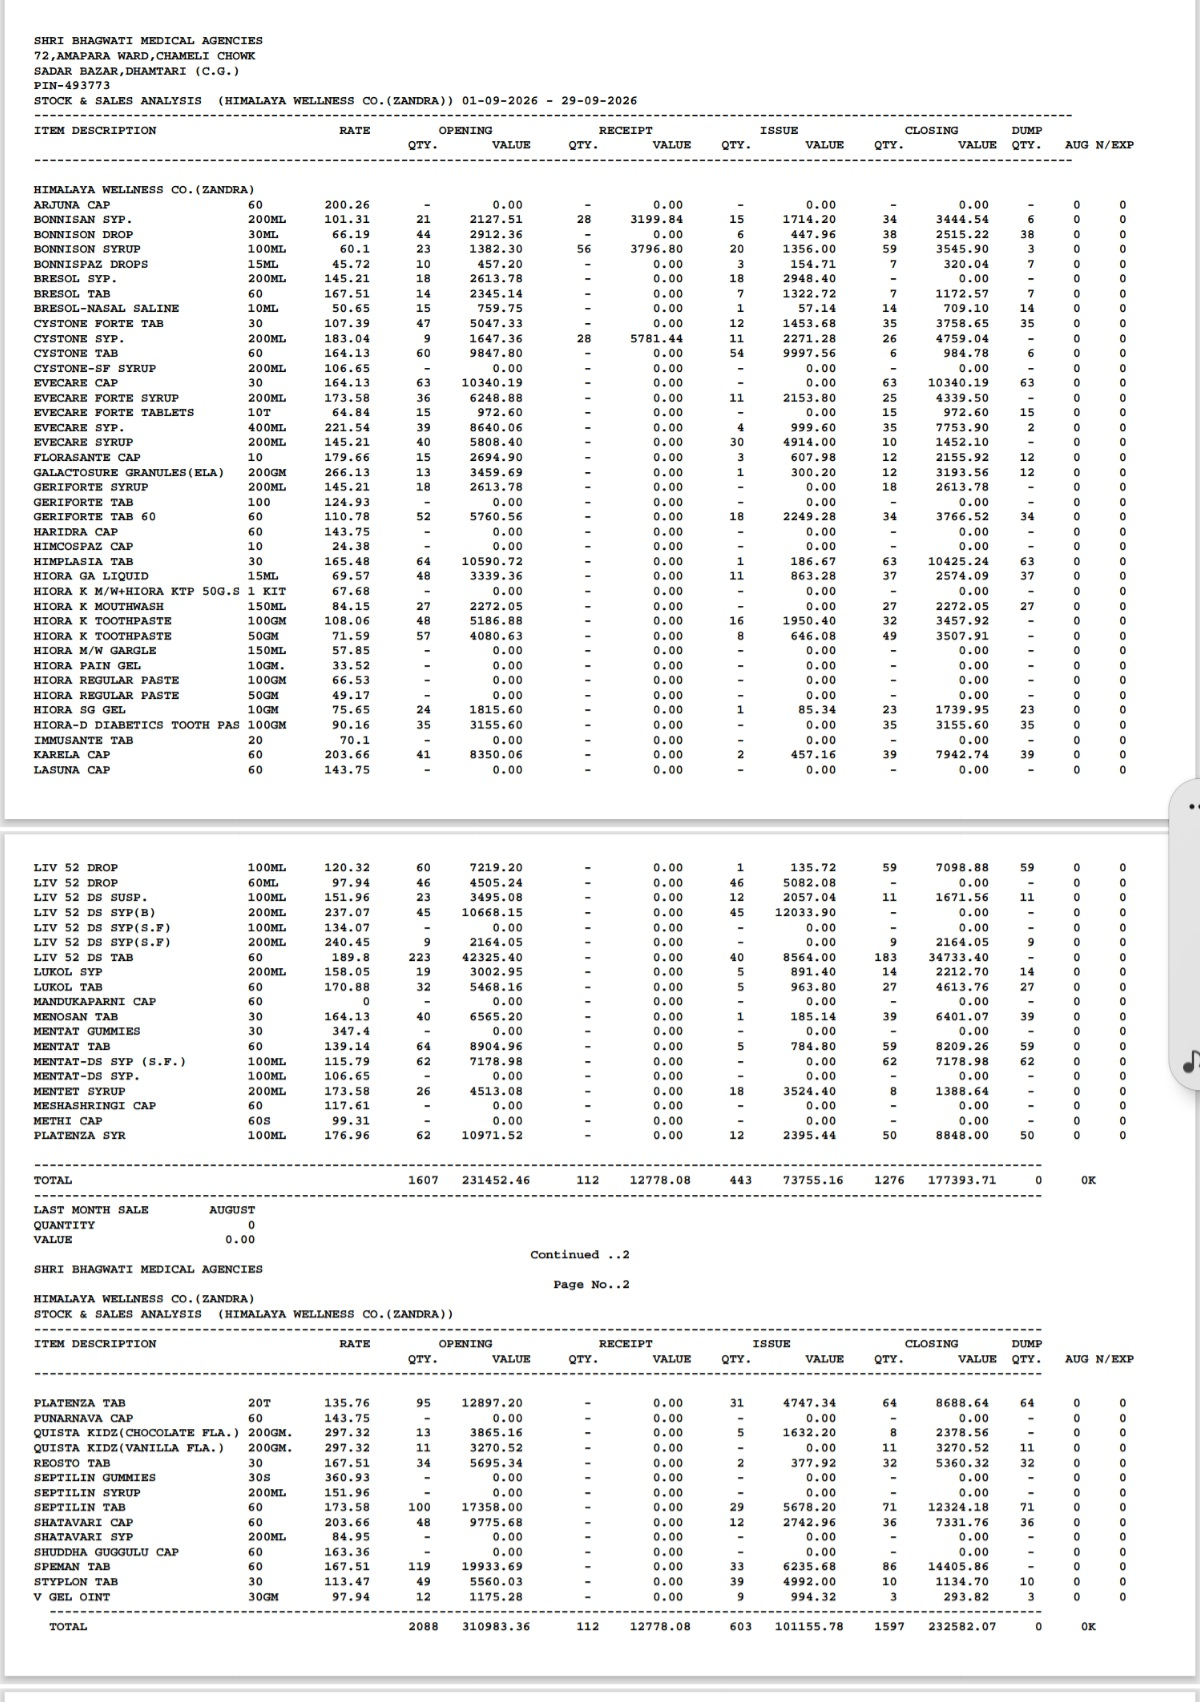 SHRI BHAGWATI MEDICAL AGENCIES
72,AMAPARA WARD,CHAMELI CHOWK
SADAR BAZAR,DHAMTARI (C.G.)
PIN-493773
STOCK & SALES ANALYSIS (HIMALAYA WELLNESS CO.(ZANDRA)) 01-09-2026 - 29-09-2026
ITEM DESCRIPTION RATE OPENING RECEIPT ISSUE CLOSING DUMP
QTY. VALUE QTY. VALUE QTY. VALUE QTY. VALUE QTY. AUG N/EXP
HIMALAYA WELLNESS CO.(ZANDRA)
ARJUNA CAP 60 200.26 - 0.00 - 0.00 - 0.00 - 0.00 - 0 0
BONNISAN SYP. 200ML 101.31 21 2127.51 28 3199.84 15 1714.20 34 3444.54 6 0 0
BONNISON DROP 30ML 66.19 44 2912.36 - 0.00 6 447.96 38 2515.22 38 0 0
BONNISON SYRUP 100ML 60.1 23 1382.30 56 3796.80 20 1356.00 59 3545.90 3 0 0
BONNISPAZ DROPS 15ML 45.72 10 457.20 - 0.00 3 154.71 7 320.04 7 0 0
BRESOL SYP. 200ML 145.21 18 2613.78 - 0.00 18 2948.40 - 0.00 - 0 0
BRESOL TAB 60 167.51 14 2345.14 - 0.00 7 1322.72 7 1172.57 7 0 0
BRESOL-NASAL SALINE 10ML 50.65 15 759.75 - 0.00 1 57.14 14 709.10 14 0 0
CYSTONE FORTE TAB 30 107.39 47 5047.33 - 0.00 12 1453.68 35 3758.65 35 0 0
CYSTONE SYP. 200ML 183.04 9 1647.36 28 5781.44 11 2271.28 26 4759.04 - 0 0
CYSTONE TAB 60 164.13 60 9847.80 - 0.00 54 9997.56 6 984.78 6 0 0
CYSTONE-SF SYRUP 200ML 106.65 - 0.00 - 0.00 - 0.00 - 0.00 - 0 0
EVECARE CAP 30 164.13 63 10340.19 - 0.00 - 0.00 63 10340.19 63 0 0
EVECARE FORTE SYRUP 200ML 173.58 36 6248.88 - 0.00 11 2153.80 25 4339.50 - 0 0
EVECARE FORTE TABLETS 10T 64.84 15 972.60 - 0.00 - 0.00 15 972.60 15 0 0
EVECARE SYP. 400ML 221.54 39 8640.06 - 0.00 4 999.60 35 7753.90 2 0 0
EVECARE SYRUP 200ML 145.21 40 5808.40 - 0.00 30 4914.00 10 1452.10 - 0 0
FLORASANTE CAP 10 179.66 15 2694.90 - 0.00 3 607.98 12 2155.92 12 0 0
GALACTOSURE GRANULES(ELA) 200GM 266.13 13 3459.69 - 0.00 1 300.20 12 3193.56 12 0 0
GERIFORTE SYRUP 200ML 145.21 18 2613.78 - 0.00 - 0.00 18 2613.78 - 0 0
GERIFORTE TAB 100 124.93 - 0.00 - 0.00 - 0.00 - 0.00 - 0 0
GERIFORTE TAB 60 60 110.78 52 5760.56 - 0.00 18 2249.28 34 3766.52 34 0 0
HARIDRA CAP 60 143.75 - 0.00 - 0.00 - 0.00 - 0.00 - 0 0
HIMCOSPAZ CAP 10 24.38 - 0.00 - 0.00 - 0.00 - 0.00 - 0 0
HIMPLASIA TAB 30 165.48 64 10590.72 - 0.00 1 186.67 63 10425.24 63 0 0
HIORA GA LIQUID 15ML 69.57 48 3339.36 - 0.00 11 863.28 37 2574.09 37 0 0
HIORA K M/W+HIORA KTP 50G.S 1 KIT 67.68 - 0.00 - 0.00 - 0.00 - 0.00 - 0 0
HIORA K MOUTHWASH 150ML 84.15 27 2272.05 - 0.00 - 0.00 27 2272.05 27 0 0
HIORA K TOOTHPASTE 100GM 108.06 48 5186.88 - 0.00 16 1950.40 32 3457.92 - 0 0
HIORA K TOOTHPASTE 50GM 71.59 57 4080.63 - 0.00 8 646.08 49 3507.91 - 0 0
HIORA M/W GARGLE 150ML 57.85 - 0.00 - 0.00 - 0.00 - 0.00 - 0 0
HIORA PAIN GEL 10GM. 33.52 - 0.00 - 0.00 - 0.00 - 0.00 - 0 0
HIORA REGULAR PASTE 100GM 66.53 - 0.00 - 0.00 - 0.00 - 0.00 - 0 0
HIORA REGULAR PASTE 50GM 49.17 - 0.00 - 0.00 - 0.00 - 0.00 - 0 0
HIORA SG GEL 10GM 75.65 24 1815.60 - 0.00 1 85.34 23 1739.95 23 0 0
HIORA-D DIABETICS TOOTH PAS 100GM 90.16 35 3155.60 - 0.00 - 0.00 35 3155.60 35 0 0
IMMUSANTE TAB 20 70.1 - 0.00 - 0.00 - 0.00 - 0.00 - 0 0
KARELA CAP 60 203.66 41 8350.06 - 0.00 2 457.16 39 7942.74 39 0 0
LASUNA CAP 60 143.75 - 0.00 - 0.00 - 0.00 - 0.00 - 0 0
LIV 52 DROP 100ML 120.32 60 7219.20 - 0.00 1 135.72 59 7098.88 59 0 0
LIV 52 DROP 60ML 97.94 46 4505.24 - 0.00 46 5082.08 - 0.00 - 0 0
LIV 52 DS SUSP. 100ML 151.96 23 3495.08 - 0.00 12 2057.04 11 1671.56 11 0 0
LIV 52 DS SYP(B) 200ML 237.07 45 10668.15 - 0.00 45 12033.90 - 0.00 - 0 0
LIV 52 DS SYP(S.F) 100ML 134.07 - 0.00 - 0.00 - 0.00 - 0.00 - 0 0
LIV 52 DS SYP(S.F) 200ML 240.45 9 2164.05 - 0.00 - 0.00 9 2164.05 9 0 0
LIV 52 DS TAB 60 189.8 223 42325.40 - 0.00 40 8564.00 183 34733.40 - 0 0
LUKOL SYP 200ML 158.05 19 3002.95 - 0.00 5 891.40 14 2212.70 14 0 0
LUKOL TAB 60 170.88 32 5468.16 - 0.00 5 963.80 27 4613.76 27 0 0
MANDUKAPARNI CAP 60 0 - 0.00 - 0.00 - 0.00 - 0.00 - 0 0
MENOSAN TAB 30 164.13 40 6565.20 - 0.00 1 185.14 39 6401.07 39 0 0
MENTAT GUMMIES 30 347.4 - 0.00 - 0.00 - 0.00 - 0.00 - 0 0
MENTAT TAB 60 139.14 64 8904.96 - 0.00 5 784.80 59 8209.26 59 0 0
MENTAT-DS SYP (S.F.) 100ML 115.79 62 7178.98 - 0.00 - 0.00 62 7178.98 62 0 0
MENTAT-DS SYP. 100ML 106.65 - 0.00 - 0.00 - 0.00 - 0.00 - 0 0
MENTET SYRUP 200ML 173.58 26 4513.08 - 0.00 18 3524.40 8 1388.64 - 0 0
MESHASHRINGI CAP 60 117.61 - 0.00 - 0.00 - 0.00 - 0.00 - 0 0
METHI CAP 60S 99.31 - 0.00 - 0.00 - 0.00 - 0.00 - 0 0
PLATENZA SYR 100ML 176.96 62 10971.52 - 0.00 12 2395.44 50 8848.00 50 0 0
TOTAL 1607 231452.46 112 12778.08 443 73755.16 1276 177393.71 0 0K
LAST MONTH SALE AUGUST
QUANTITY 0
VALUE 0.00
Continued ..2
SHRI BHAGWATI MEDICAL AGENCIES
Page No..2
HIMALAYA WELLNESS CO.(ZANDRA)
STOCK & SALES ANALYSIS (HIMALAYA WELLNESS CO.(ZANDRA))
ITEM DESCRIPTION RATE OPENING RECEIPT ISSUE CLOSING DUMP
QTY. VALUE QTY. VALUE QTY. VALUE QTY. VALUE QTY. AUG N/EXP
PLATENZA TAB 20T 135.76 95 12897.20 - 0.00 31 4747.34 64 8688.64 64 0 0
PUNARNAVA CAP 60 143.75 - 0.00 - 0.00 - 0.00 - 0.00 - 0 0
QUISTA KIDZ(CHOCOLATE FLA.) 200GM. 297.32 13 3865.16 - 0.00 5 1632.20 8 2378.56 - 0 0
QUISTA KIDZ(VANILLA FLA.) 200GM. 297.32 11 3270.52 - 0.00 - 0.00 11 3270.52 11 0 0
REOSTO TAB 30 167.51 34 5695.34 - 0.00 2 377.92 32 5360.32 32 0 0
SEPTILIN GUMMIES 30S 360.93 - 0.00 - 0.00 - 0.00 - 0.00 - 0 0
SEPTILIN SYRUP 200ML 151.96 - 0.00 - 0.00 - 0.00 - 0.00 - 0 0
SEPTILIN TAB 60 173.58 100 17358.00 - 0.00 29 5678.20 71 12324.18 71 0 0
SHATAVARI CAP 60 203.66 48 9775.68 - 0.00 12 2742.96 36 7331.76 36 0 0
SHATAVARI SYP 200ML 84.95 - 0.00 - 0.00 - 0.00 - 0.00 - 0 0
SHUDDHA GUGGULU CAP 60 163.36 - 0.00 - 0.00 - 0.00 - 0.00 - 0 0
SPEMAN TAB 60 167.51 119 19933.69 - 0.00 33 6235.68 86 14405.86 - 0 0
STYPLON TAB 30 113.47 49 5560.03 - 0.00 39 4992.00 10 1134.70 10 0 0
V GEL OINT 30GM 97.94 12 1175.28 - 0.00 9 994.32 3 293.82 3 0 0
TOTAL 2088 310983.36 112 12778.08 603 101155.78 1597 232582.07 0 0K